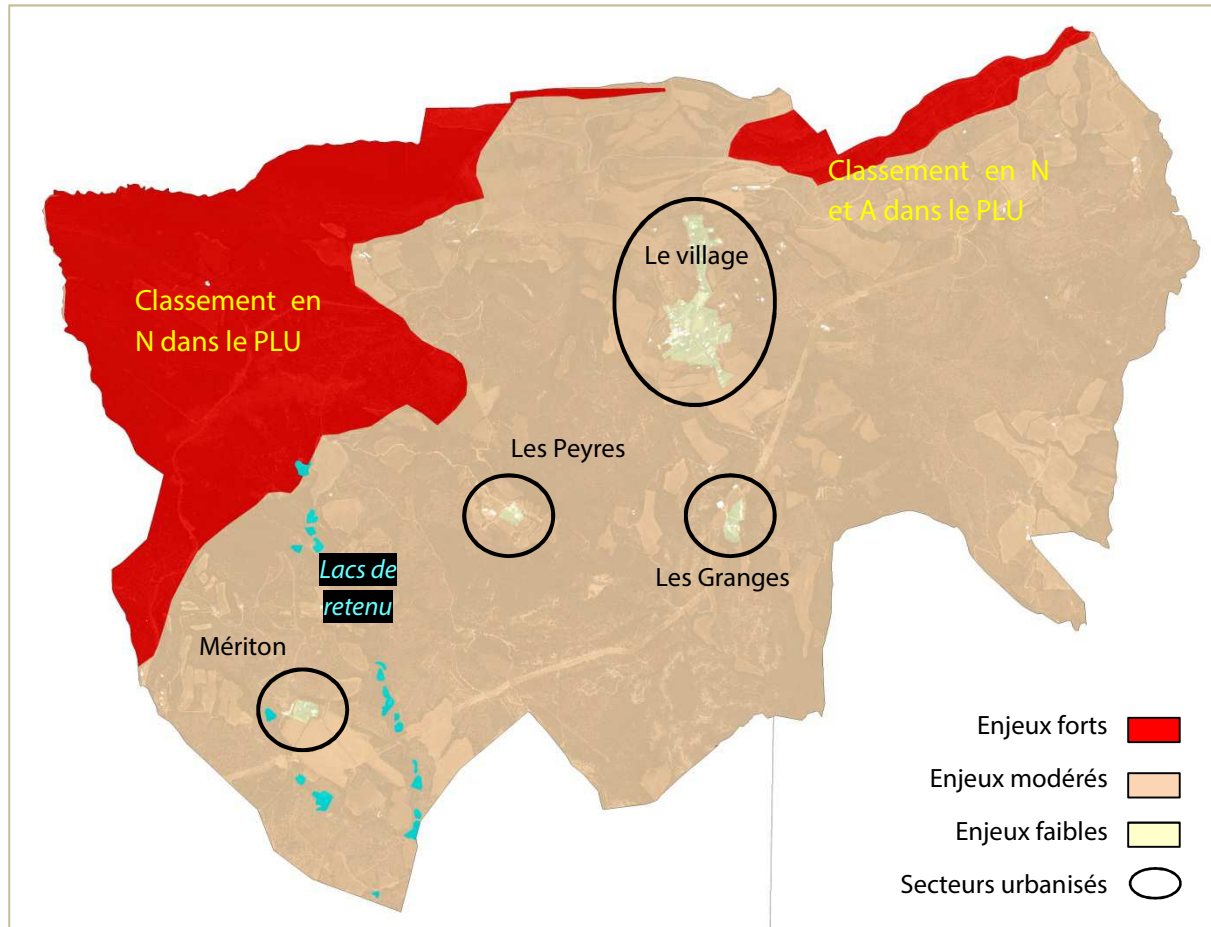 Classement en N
et A dans le PLU
Le village
Classement en
N dans le PLU
Les Peyres
Les Granges
Lacs de
retenu
Mériton
Enjeux forts
Enjeux modérés
Enjeux faibles
Secteurs urbanisés